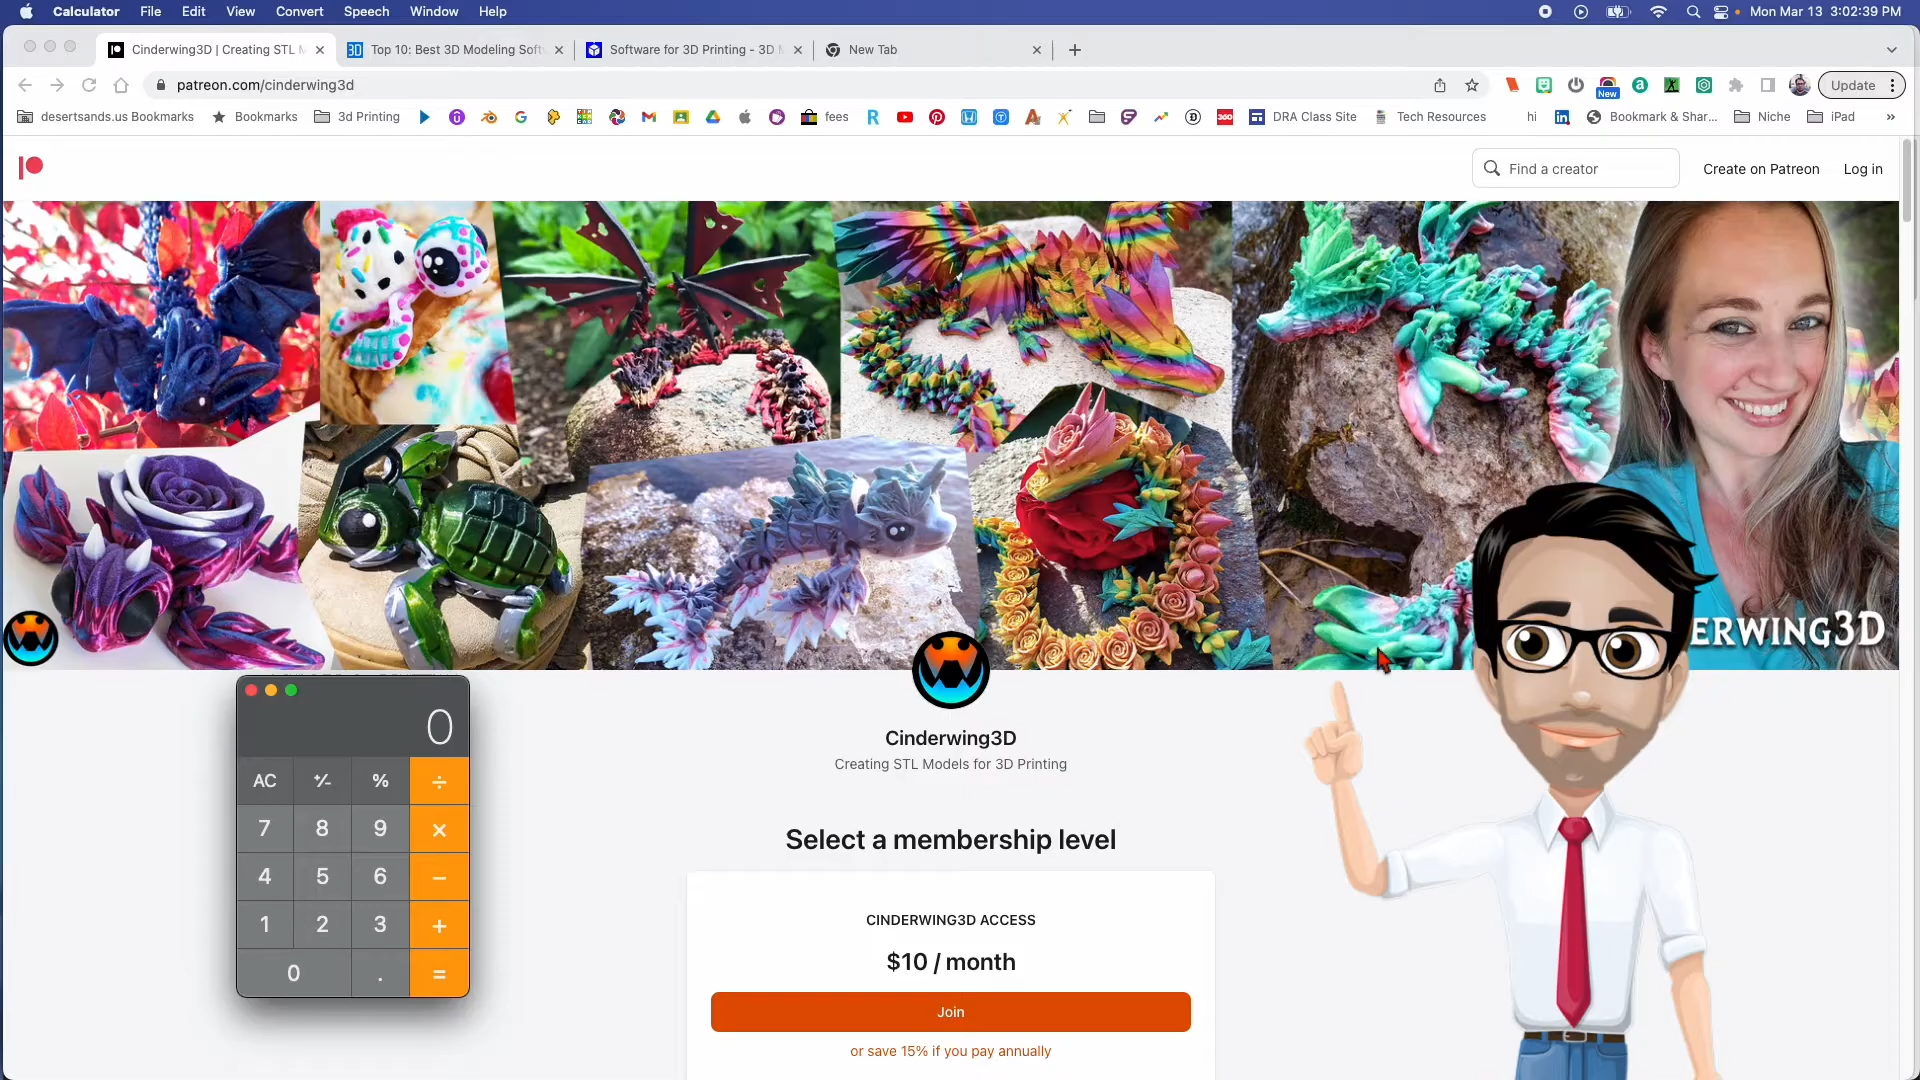 Calculator File Edit View Convert Speech Window Help Mon Mar 13 3:02:39 PM
Cinderwing3D | Creating STL M Top 10: Best 3D Modeling Soft Software for 3D Printing - 3D M New Tab
patreon.com/cinderwing3d New Update
desertsands.us Bookmarks Bookmarks 3d Printing fees 360 DRA Class Site Tech Resources hi Bookmark & Shar... Niche iPad »
Find a creator Create on Patreon Log in
ERWING3D
0
AC +/- % ÷
7 8 9 ×
4 5 6 −
1 2 3 +
0 . =
Cinderwing3D
Creating STL Models for 3D Printing
Select a membership level
CINDERWING3D ACCESS
$10 / month
Join
or save 15% if you pay annually